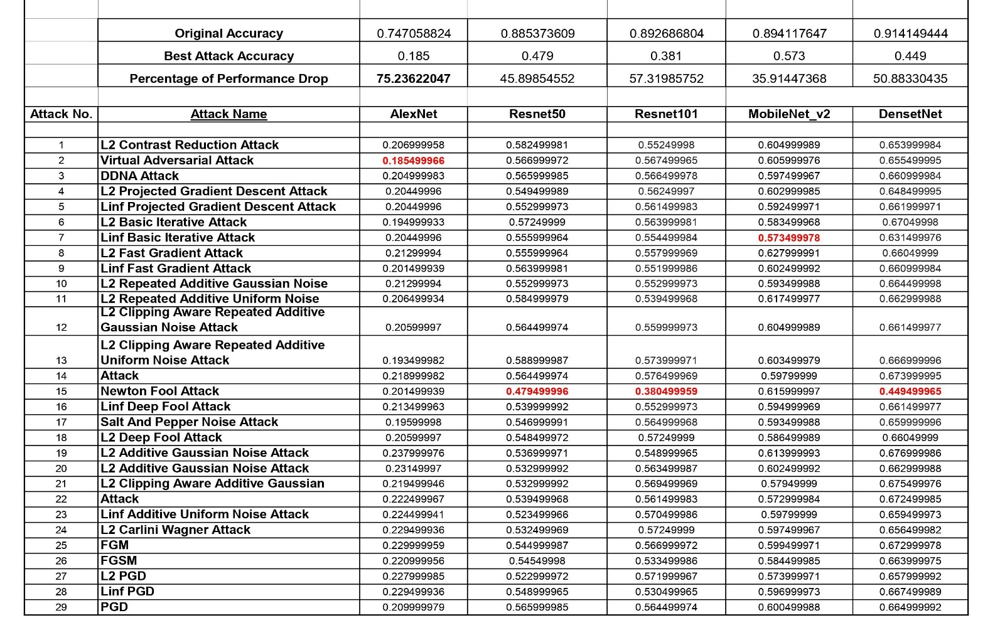 Original Accuracy 0.747058824 0.885373609 0.892686804 0.894117647 0.914149444
Best Attack Accuracy 0.185 0.479 0.381 0.573 0.449
Percentage of Performance Drop 75.23622047 45.89854552 57.31985752 35.91447368 50.88330435
Attack No. Attack Name AlexNet Resnet50 Resnet101 MobileNet_v2 DensetNet
1 L2 Contrast Reduction Attack 0.206999958 0.582499981 0.55249998 0.604999989 0.653999984
2 Virtual Adversarial Attack 0.185499966 0.566999972 0.567499965 0.605999976 0.655499995
3 DDNA Attack 0.204999983 0.565999985 0.566499978 0.597499967 0.660999984
4 L2 Projected Gradient Descent Attack 0.20449996 0.549499989 0.56249997 0.602999985 0.648499995
5 Linf Projected Gradient Descent Attack 0.20449996 0.552999973 0.561499983 0.592499971 0.661999971
6 L2 Basic Iterative Attack 0.194999933 0.57249999 0.563999981 0.583499968 0.67049998
7 Linf Basic Iterative Attack 0.20449996 0.555999964 0.554499984 0.573499978 0.631499976
8 L2 Fast Gradient Attack 0.21299994 0.555999964 0.557999969 0.627999991 0.66049999
9 Linf Fast Gradient Attack 0.201499939 0.563999981 0.551999986 0.602499992 0.660999984
10 L2 Repeated Additive Gaussian Noise 0.21299994 0.552999973 0.552999973 0.593499988 0.664499998
11 L2 Repeated Additive Uniform Noise 0.206499934 0.584999979 0.539499968 0.617499977 0.662999988
L2 Clipping Aware Repeated Additive
12 Gaussian Noise Attack 0.20599997 0.564499974 0.559999973 0.604999989 0.661499977
L2 Clipping Aware Repeated Additive
13 Uniform Noise Attack 0.193499982 0.588999987 0.573999971 0.603499979 0.666999996
14 Attack 0.218999982 0.564499974 0.576499969 0.59799999 0.673999995
15 Newton Fool Attack 0.201499939 0.479499996 0.380499959 0.615999997 0.449499965
16 Linf Deep Fool Attack 0.213499963 0.539999992 0.552999973 0.594999969 0.661499977
17 Salt And Pepper Noise Attack 0.19599998 0.546999991 0.564999968 0.593499988 0.659999996
18 L2 Deep Fool Attack 0.20599997 0.548499972 0.57249999 0.586499989 0.66049999
19 L2 Additive Gaussian Noise Attack 0.237999976 0.536999971 0.548999965 0.613999993 0.676999986
20 L2 Additive Gaussian Noise Attack 0.23149997 0.532999992 0.563499987 0.602499992 0.662999988
21 L2 Clipping Aware Additive Gaussian 0.219499946 0.532999992 0.569499969 0.57949999 0.675499976
22 Attack 0.222499967 0.539499968 0.561499983 0.572999984 0.672499985
23 Linf Additive Uniform Noise Attack 0.224499941 0.523499966 0.570499986 0.59799999 0.659499973
24 L2 Carlini Wagner Attack 0.229499936 0.532499969 0.57249999 0.597499967 0.656499982
25 FGM 0.229999959 0.544999987 0.566999972 0.599499971 0.672999978
26 FGSM 0.220999956 0.54549998 0.533499986 0.584499985 0.663999975
27 L2 PGD 0.227999985 0.522999972 0.571999967 0.573999971 0.657999992
28 Linf PGD 0.229499936 0.548999965 0.530499965 0.596999973 0.667499989
29 PGD 0.209999979 0.565999985 0.564499974 0.600499988 0.664999992